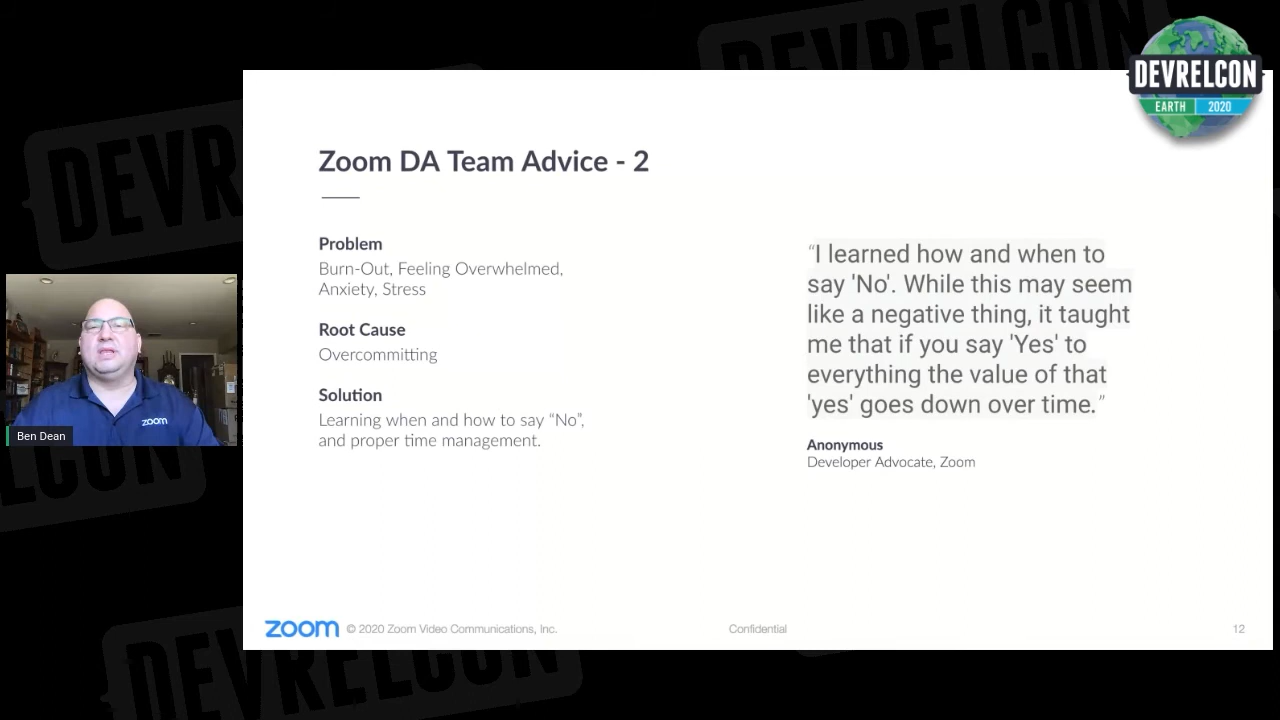 DEVRELCON
EARTH 2020
Zoom DA Team Advice - 2
Problem
Burn-Out, Feeling Overwhelmed,
Anxiety, Stress
Root Cause
Overcommitting
Solution
Learning when and how to say “No”,
and proper time management.
“I learned how and when to
say 'No'. While this may seem
like a negative thing, it taught
me that if you say 'Yes' to
everything the value of that
'yes' goes down over time.”
Anonymous
Developer Advocate, Zoom
zoom
Ben Dean
zoom © 2020 Zoom Video Communications, Inc.
Confidential
12
DEVR
DEVRELCON
LCON
DEVRELCON